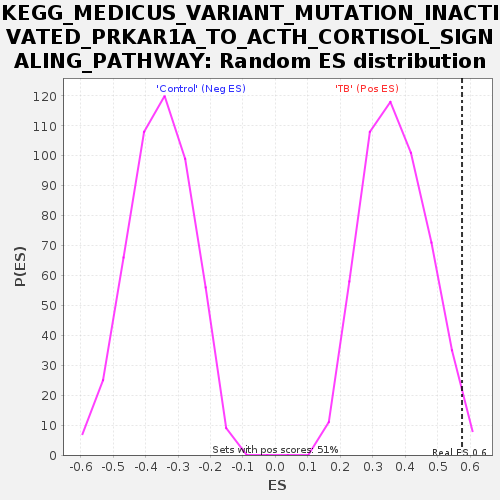 KEGG_MEDICUS_VARIANT_MUTATION_INACTI
VATED_PRKAR1A_TO_ACTH_CORTISOL_SIGN
ALING_PATHWAY: Random ES distribution
'Control' (Neg ES)
'TB' (Pos ES)
120
110
100
90
80
70
60
50
40
30
20
10
0
P(ES)
Sets with pos scores: 51%
Real ES 0.6
-0.6 -0.5 -0.4 -0.3 -0.2 -0.1 0.0 0.1 0.2 0.3 0.4 0.5 0.6
ES